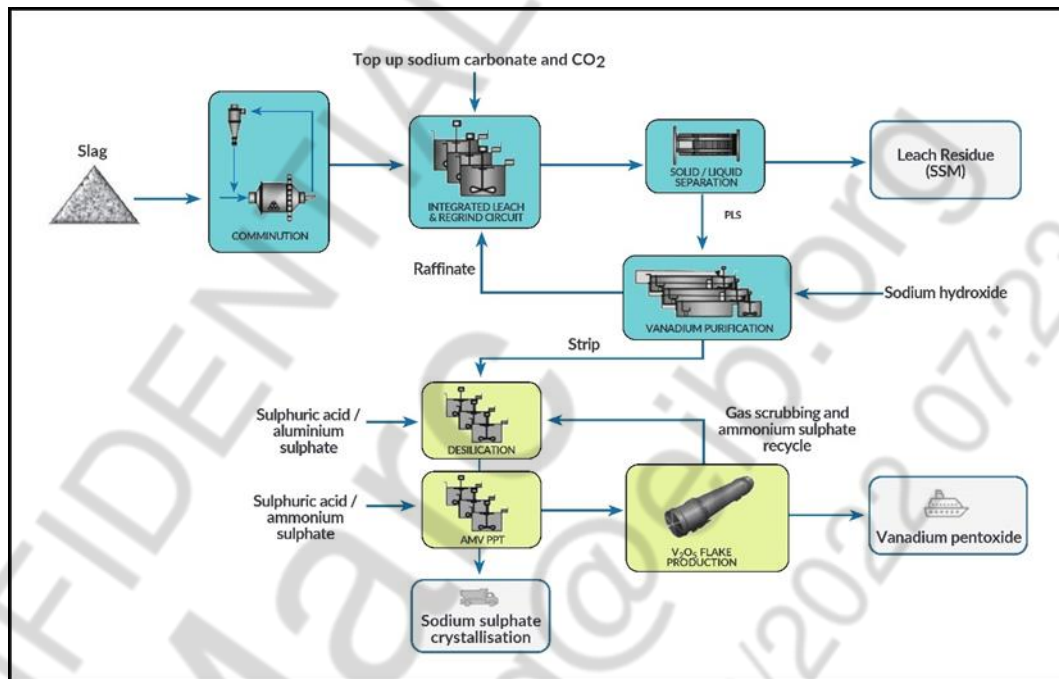 Top up sodium carbonate and CO2
Slag
COMMINUTION
INTEGRATED LEACH
& REGRIND CIRCUIT
SOLID / LIQUID
SEPARATION
Leach Residue
(SSM)
PLS
Raffinate
VANADIUM PURIFICATION
Sodium hydroxide
Strip
Sulphuric acid /
aluminium
sulphate
DESILICATION
Gas scrubbing and
ammonium sulphate
recycle
Sulphuric acid /
ammonium
sulphate
AMV PPT
V2O5 FLAKE
PRODUCTION
Vanadium pentoxide
Sodium sulphate
crystallisation